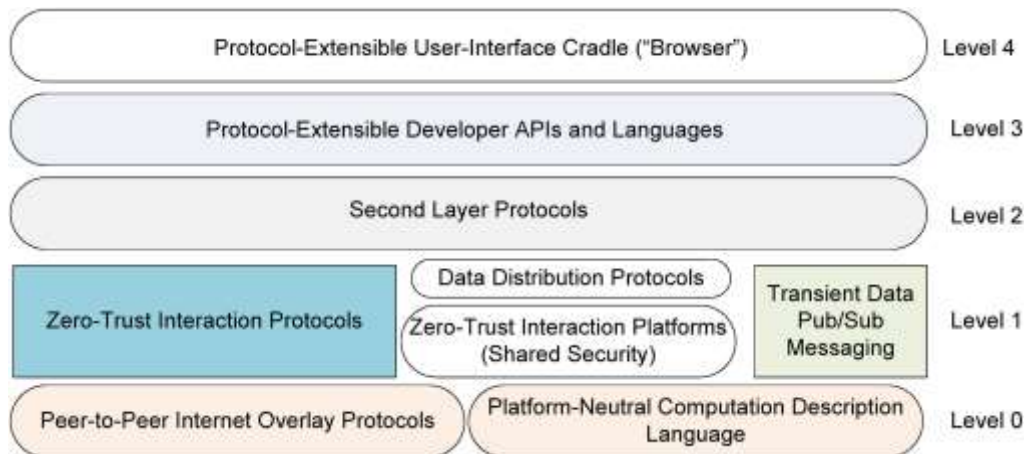 Protocol-Extensible User-Interface Cradle (“Browser”)
Level 4
Protocol-Extensible Developer APIs and Languages
Level 3
Second Layer Protocols
Level 2
Zero-Trust Interaction Protocols
Data Distribution Protocols
Zero-Trust Interaction Platforms
(Shared Security)
Transient Data
Pub/Sub
Messaging
Level 1
Peer-to-Peer Internet Overlay Protocols
Platform-Neutral Computation Description
Language
Level 0